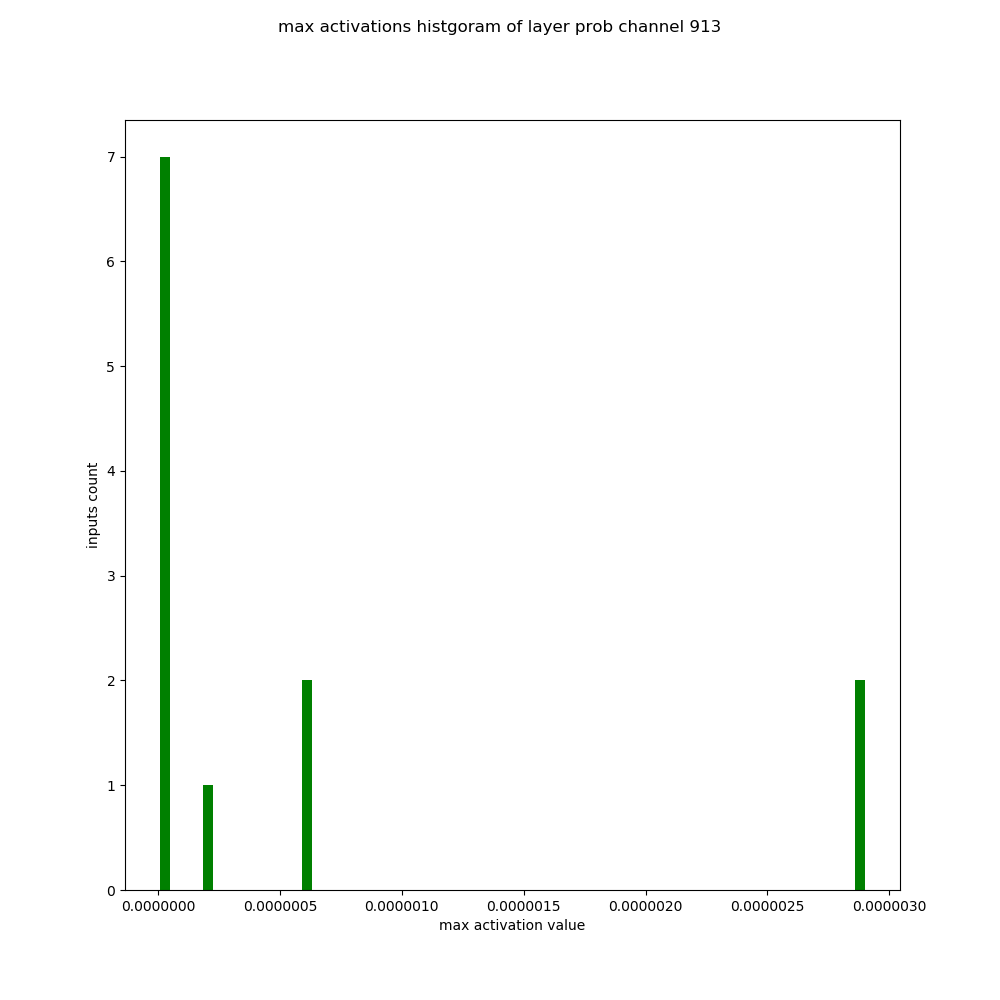 max activations histgoram of layer prob channel 913
7
6
5
4
3
2
1
0
inputs count
0.0000000 0.0000005 0.0000010 0.0000015 0.0000020 0.0000025 0.0000030
max activation value